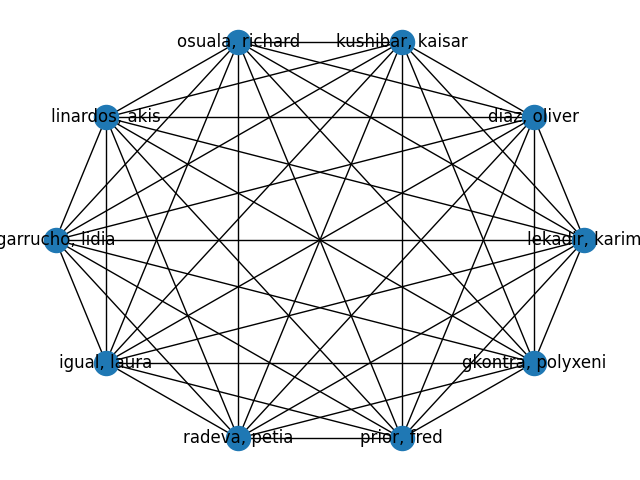 osuala, richard
kushibar, kaisar
linardos, akis
diaz, oliver
garrucho, lidia
lekadir, karim
igual, laura
gkontra, polyxeni
radeva, petia
prior, fred